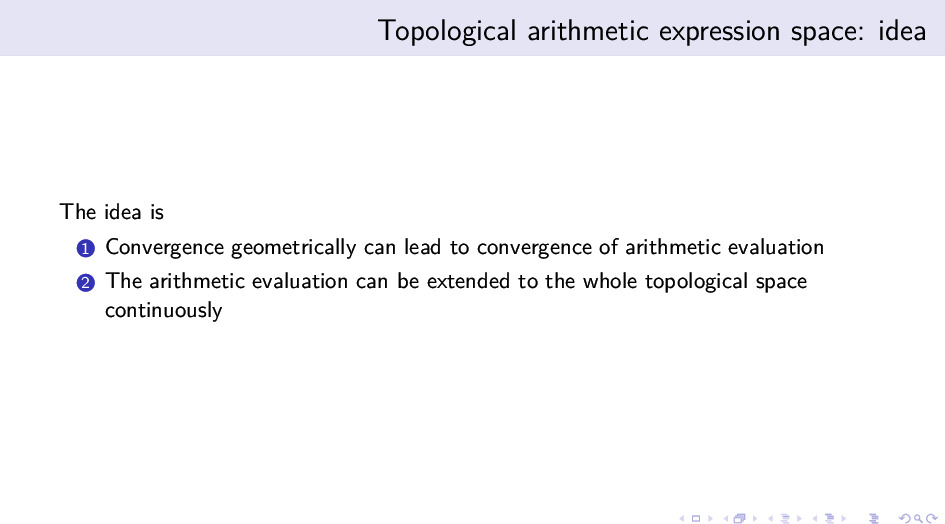 Topological arithmetic expression space: idea
The idea is
1 Convergence geometrically can lead to convergence of arithmetic evaluation
2 The arithmetic evaluation can be extended to the whole topological space
continuously